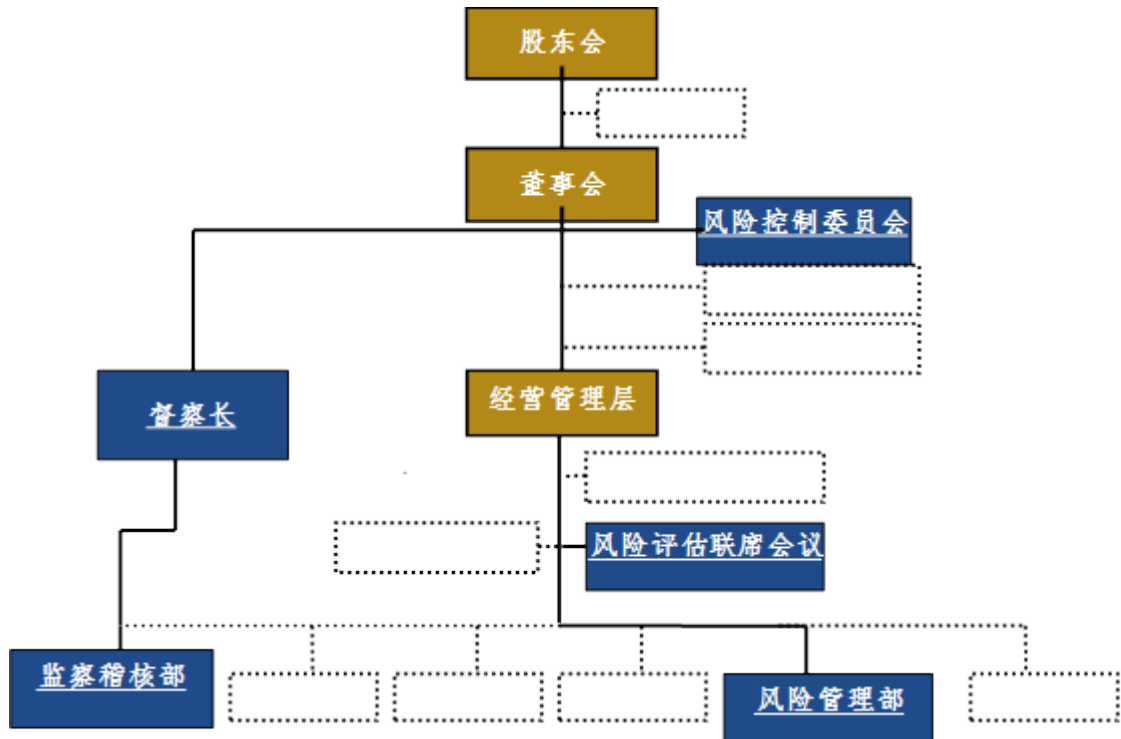 股东会
董事会
风险控制委员会
督察长
经营管理层
风险评估联席会议
监察稽核部
风险管理部